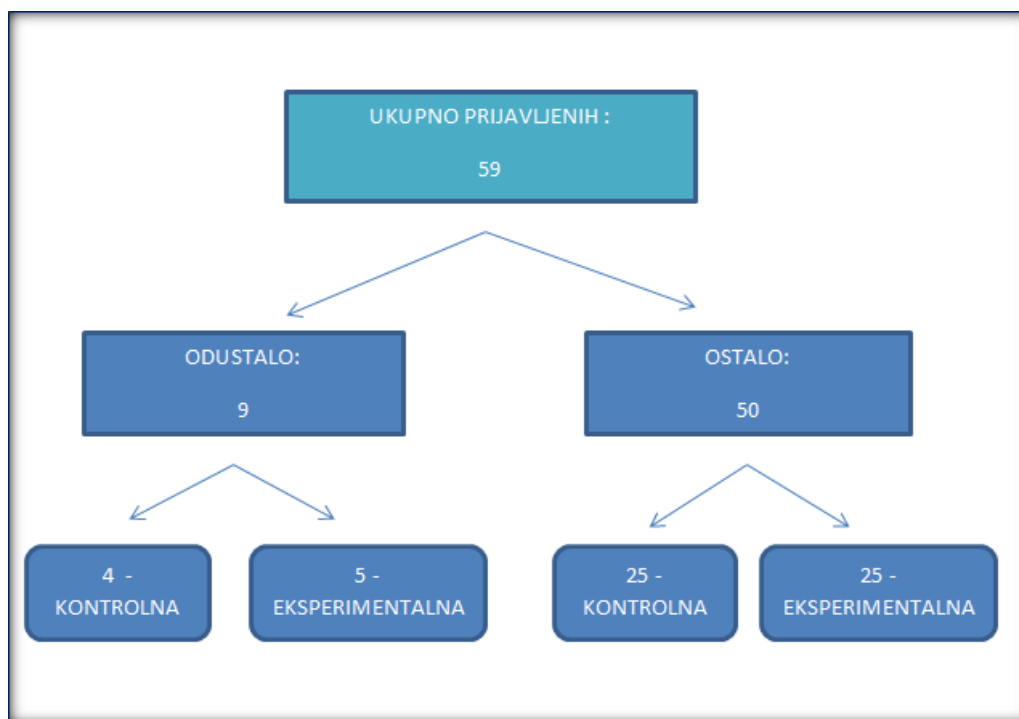 UKUPNO PRIJAVLJENIH :
59
ODUSTALO:
9
OSTALO:
50
4 -
KONTROLNA
5 -
EKSPERIMENTALNA
25 -
KONTROLNA
25 -
EKSPERIMENTALNA